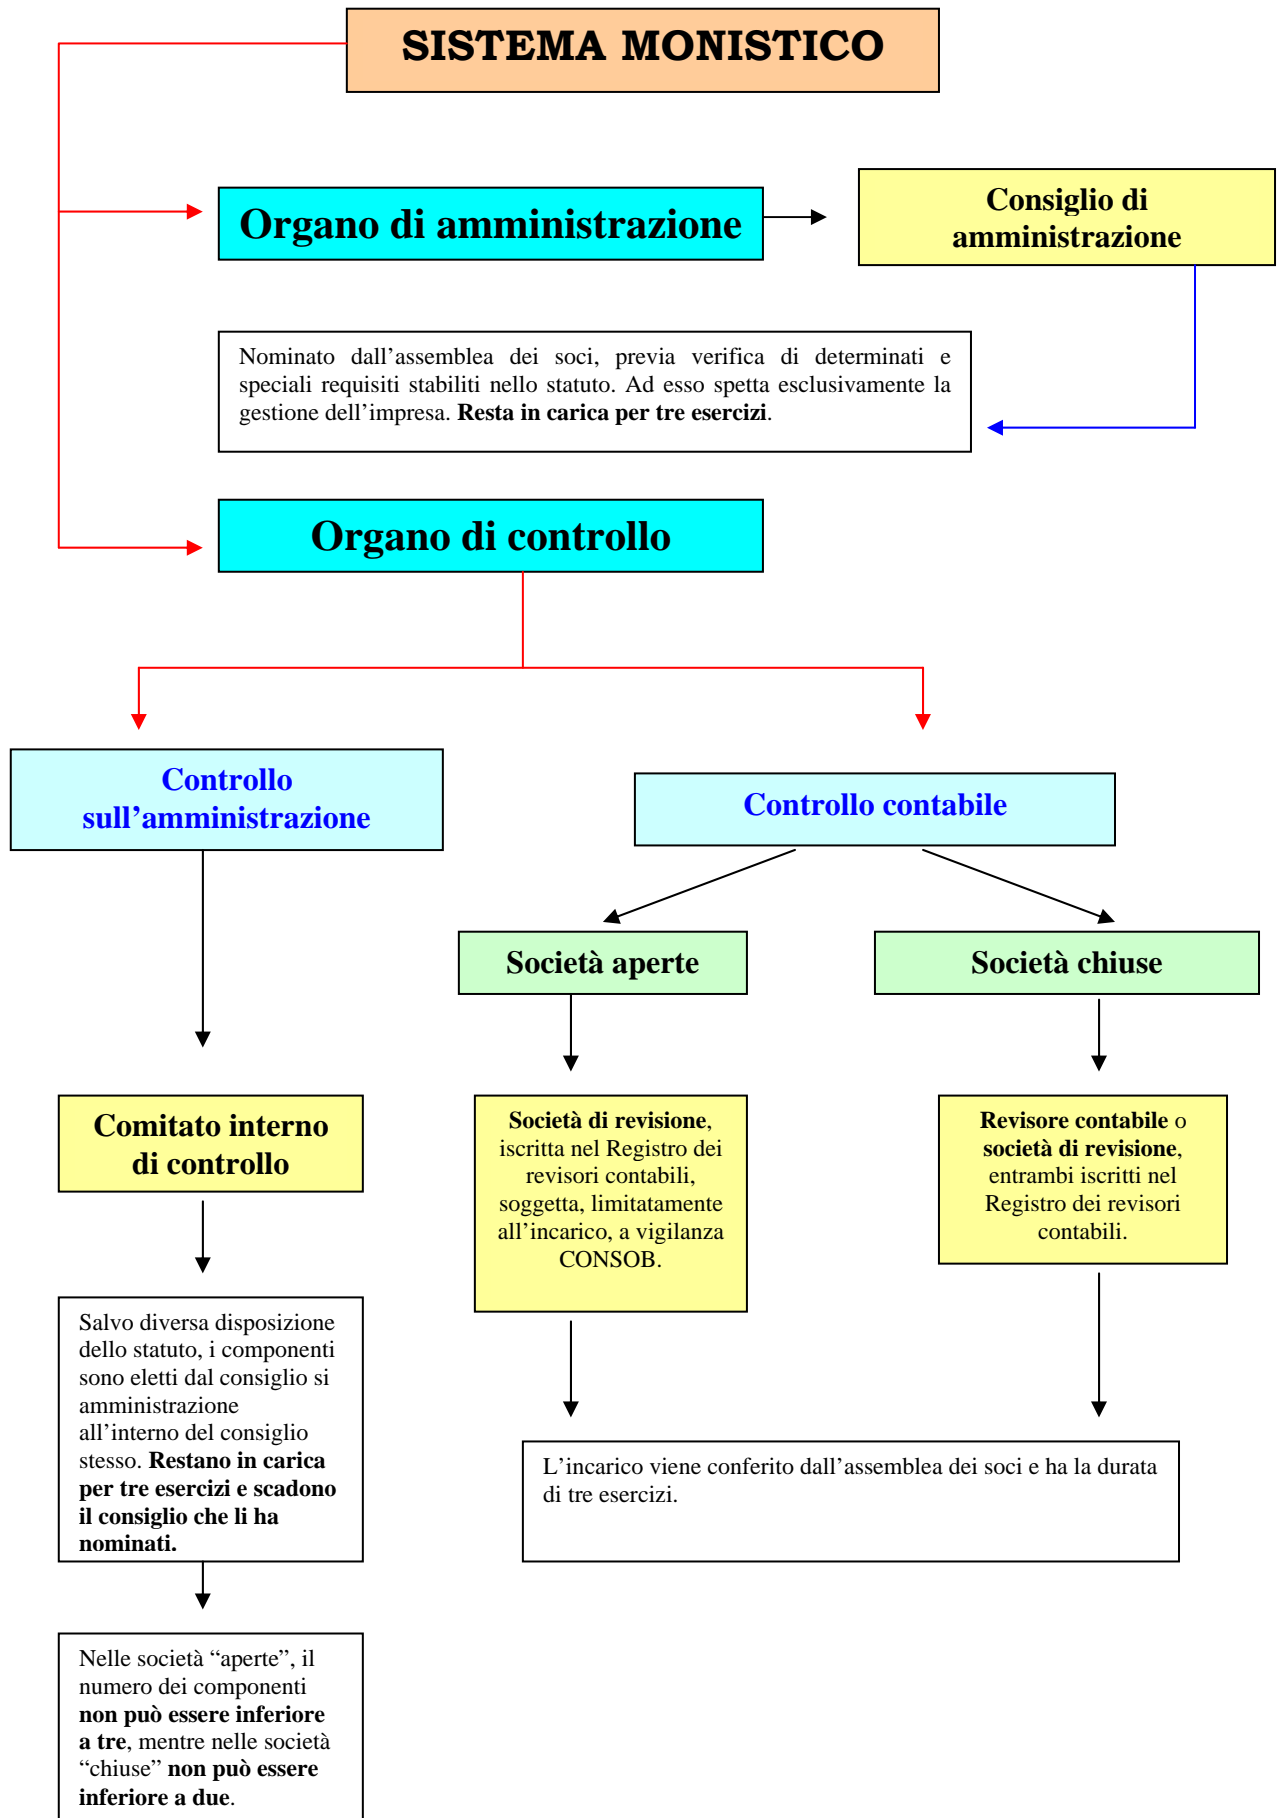 SISTEMA MONISTICO
Organo di amministrazione
Consiglio di
amministrazione
Nominato dall’assemblea dei soci, previa verifica di determinati e
speciali requisiti stabiliti nello statuto. Ad esso spetta esclusivamente la
gestione dell’impresa. Resta in carica per tre esercizi.
Organo di controllo
Controllo
sull’amministrazione
Controllo contabile
Società aperte
Società chiuse
Comitato interno
di controllo
Società di revisione,
iscritta nel Registro dei
revisori contabili,
soggetta, limitatamente
all’incarico, a vigilanza
CONSOB.
Revisore contabile o
società di revisione,
entrambi iscritti nel
Registro dei revisori
contabili.
Salvo diversa disposizione
dello statuto, i componenti
sono eletti dal consiglio si
amministrazione
all’interno del consiglio
stesso. Restano in carica
per tre esercizi e scadono
il consiglio che li ha
nominati.
L’incarico viene conferito dall’assemblea dei soci e ha la durata
di tre esercizi.
Nelle società “aperte”, il
numero dei componenti
non può essere inferiore
a tre, mentre nelle società
“chiuse” non può essere
inferiore a due.